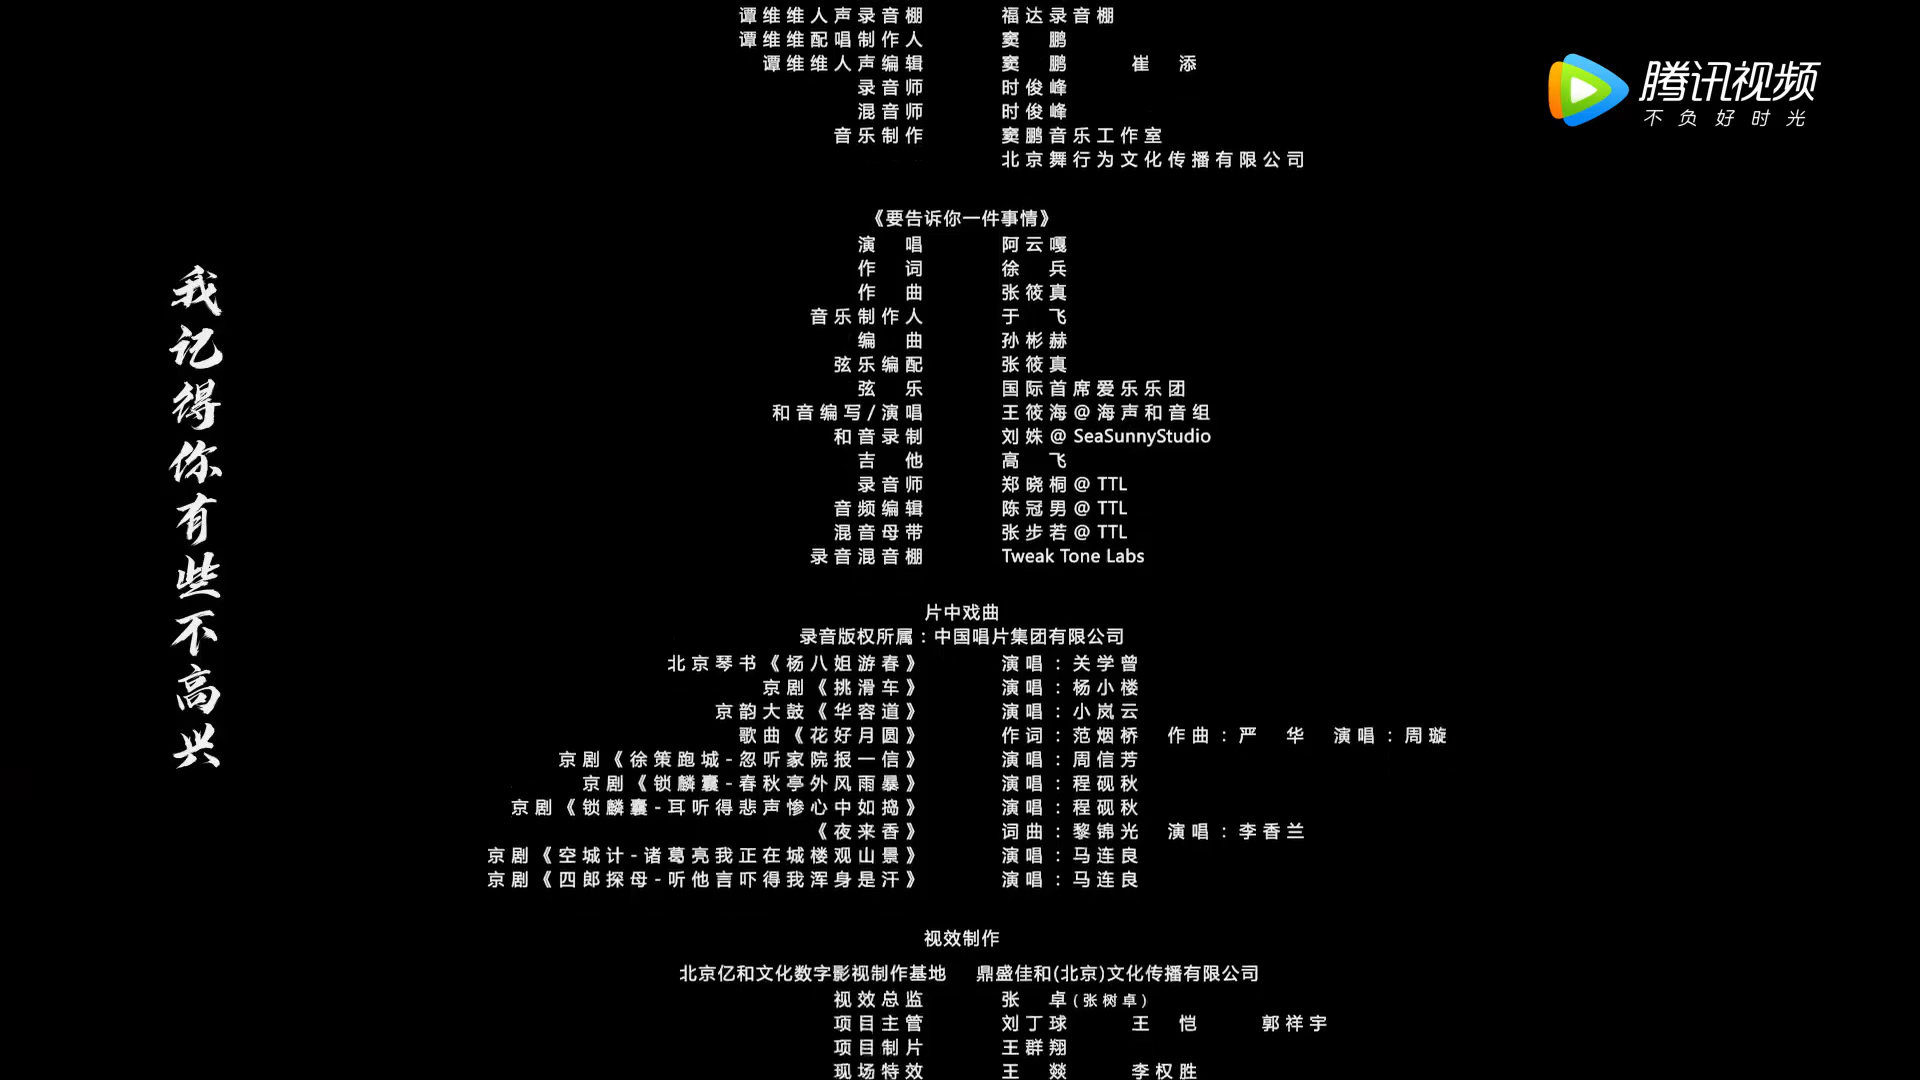 谭维维人声录音棚 福达录音棚
谭维维配唱制作人 窦 鹏
谭维维人声编辑 窦 鹏 崔 添
录音师 时俊峰
混音师 时俊峰
音乐制作 窦鹏音乐工作室
北京舞行为文化传播有限公司
腾讯视频
不负好时光
《要告诉你一件事情》
演 唱 阿云嘎
作 词 徐 兵
作 曲 张筱真
音乐制作人 于 飞
编 曲 孙彬赫
弦乐编配 张筱真
弦 乐 国际首席爱乐乐团
和音编写/演唱 王筱海@海声和音组
和音录制 刘姝@SeaSunnyStudio
吉 他 高 飞
录音师 郑晓桐@TTL
音频编辑 陈冠男@TTL
混音母带 张步若@TTL
录音混音棚 Tweak Tone Labs
我记得你有些不高兴
片中戏曲
录音版权所属：中国唱片集团有限公司
北京琴书《杨八姐游春》 演唱：关学曾
京剧《挑滑车》 演唱：杨小楼
京韵大鼓《华容道》 演唱：小岚云
歌曲《花好月圆》 作词：范烟桥 作曲：严 华 演唱：周璇
京剧《徐策跑城-忽听家院报一信》 演唱：周信芳
京剧《锁麟囊-春秋亭外风雨暴》 演唱：程砚秋
京剧《锁麟囊-耳听得悲声惨心中如捣》 演唱：程砚秋
《夜来香》 词曲：黎锦光 演唱：李香兰
京剧《空城计-诸葛亮我正在城楼观山景》 演唱：马连良
京剧《四郎探母-听他言吓得我浑身是汗》 演唱：马连良
视效制作
北京亿和文化数字影视制作基地 鼎盛佳和(北京)文化传播有限公司
视效总监 张 卓(张树卓)
项目主管 刘丁球 王 恺 郭祥宇
项目制片 王群翔
现场特效 王 燚 李权胜